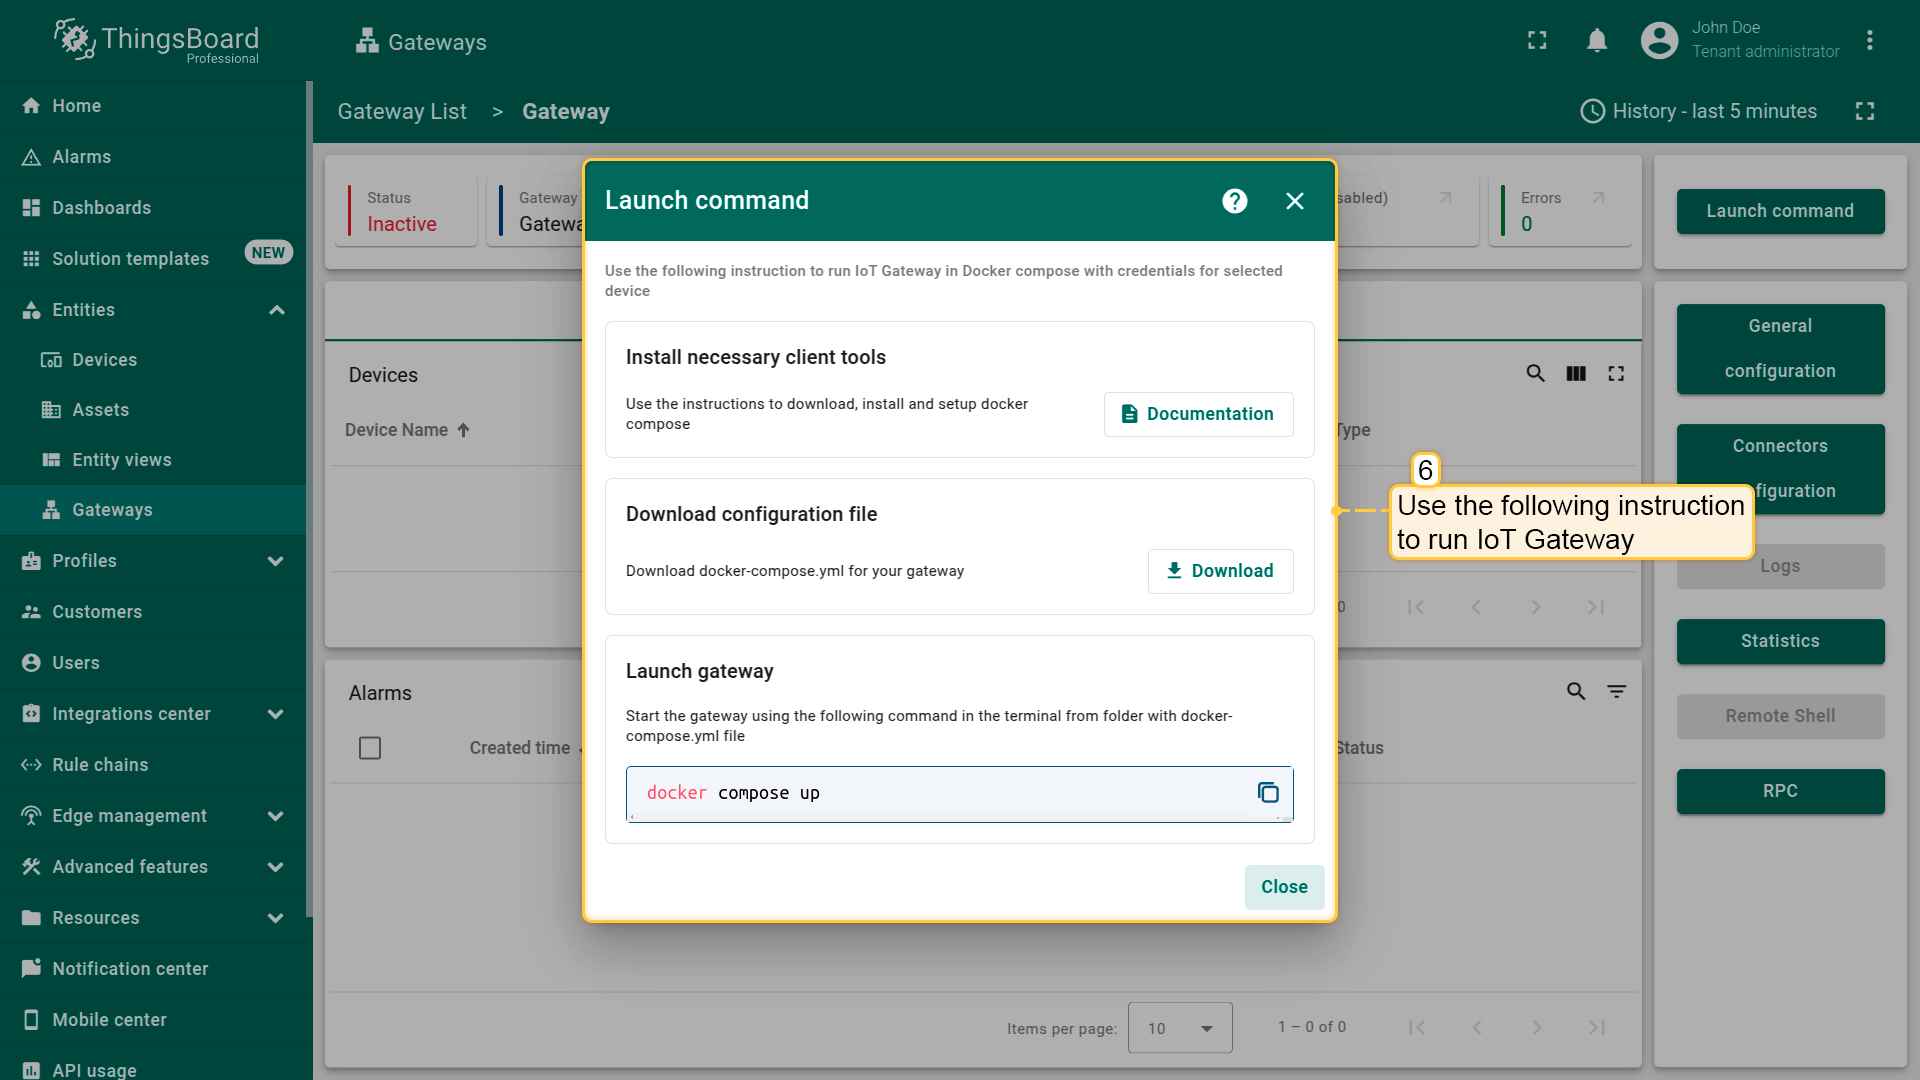 ThingsBoard
Professional
Gateways
John Doe
Tenant administrator
Home
Alarms
Dashboards
Solution templates
NEW
Entities
Devices
Assets
Entity views
Gateways
Profiles
Customers
Users
Integrations center
Rule chains
Edge management
Advanced features
Resources
Notification center
Mobile center
API usage
Gateway List > Gateway
History - last 5 minutes
Status
Inactive
Gateway
Errors
0
Launch command
General
configuration
Connectors
Logs
Statistics
Remote Shell
RPC
Devices
Device Name
Type
0
Alarms
Created time
Status
Items per page: 10
1 – 0 of 0
Launch command
Use the following instruction to run IoT Gateway in Docker compose with credentials for selected
device
Install necessary client tools
Use the instructions to download, install and setup docker
compose
Documentation
Download configuration file
Download docker-compose.yml for your gateway
Download
Launch gateway
Start the gateway using the following command in the terminal from folder with docker-
compose.yml file
docker compose up
Close
6
Use the following instruction
to run IoT Gateway